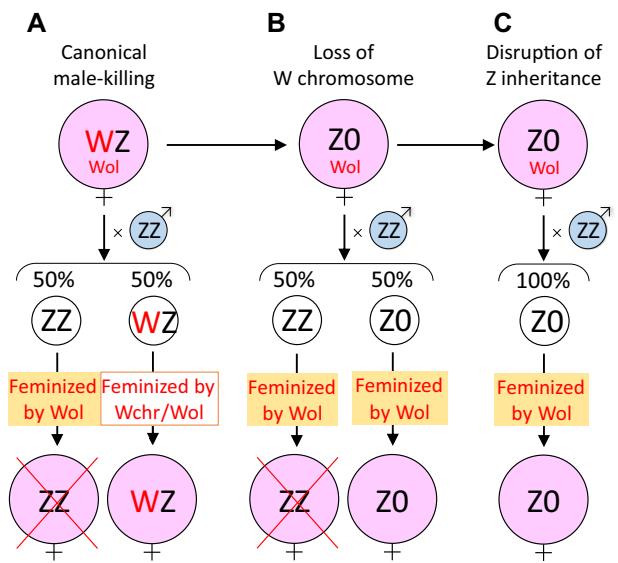 A
B
C
Canonical
male-killing
Loss of
W chromosome
Disruption of
Z inheritance
WZ
Wol
Z0
Wol
Z0
Wol
× ZZ
× ZZ
× ZZ
50% 50%
50% 50%
100%
ZZ
WZ
ZZ
Z0
Z0
Feminized
by Wol
Feminized by
Wchr/Wol
Feminized
by Wol
Feminized
by Wol
Feminized
by Wol
ZZ
WZ
ZZ
Z0
Z0